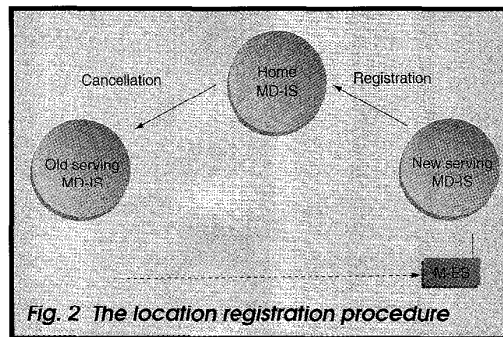 Home
MD-IS
Cancellation
Registration
Old serving
MD-IS
New serving
MD-IS
M-ES
Fig. 2 The location registration procedure